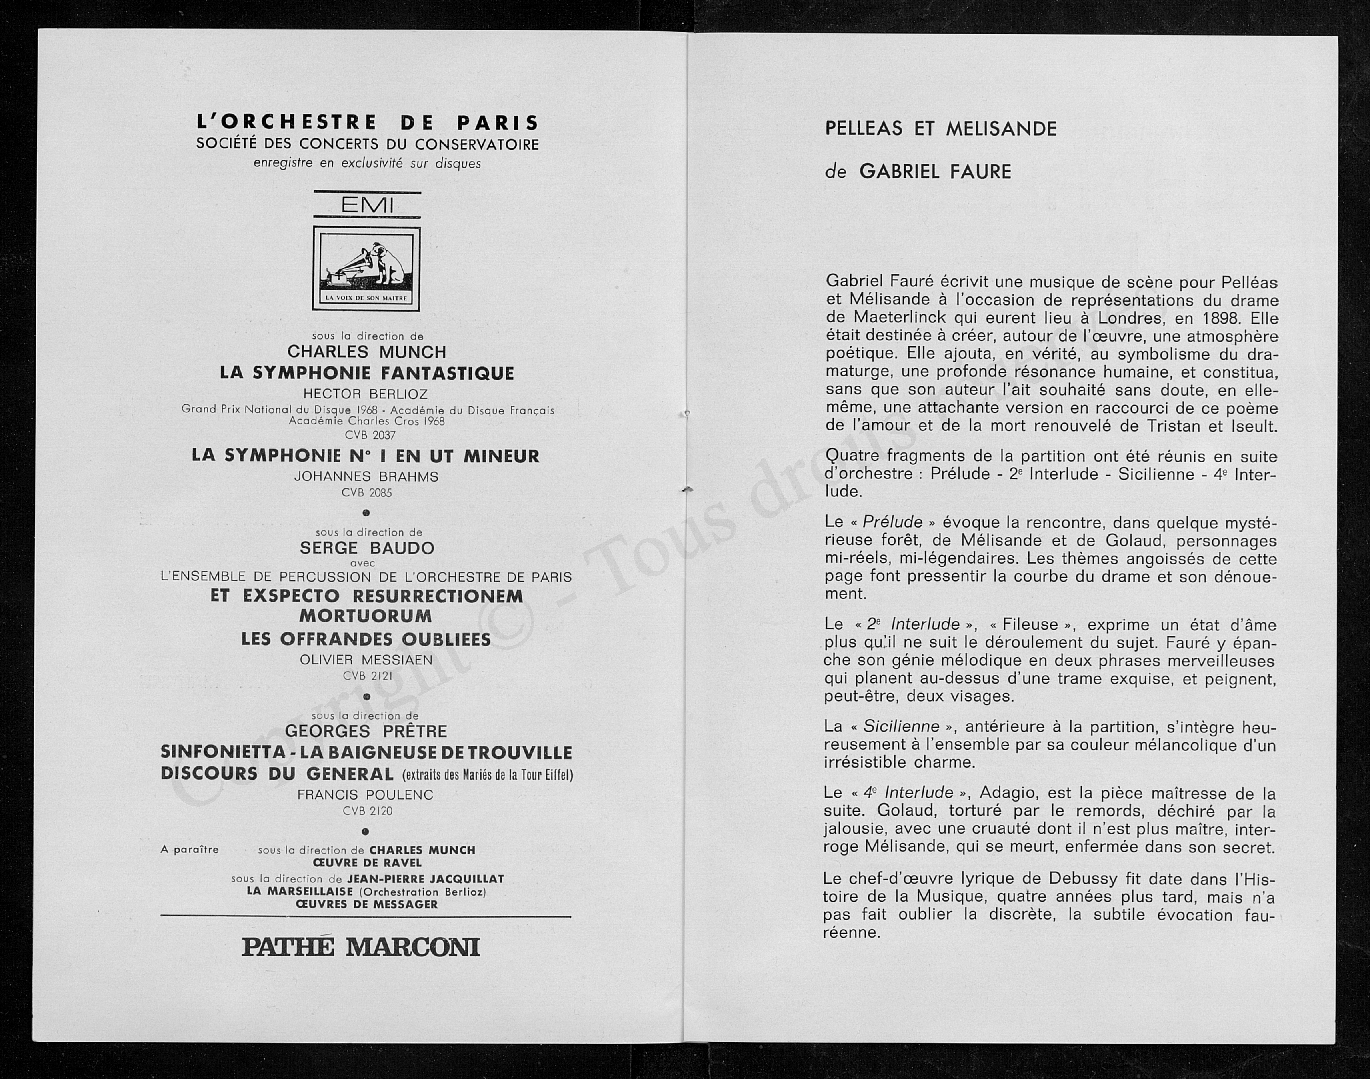 L'ORCHESTRE DE PARIS
SOCIÉTÉ DES CONCERTS DU CONSERVATOIRE
enregistre en exclusivité sur disques
EMI
LA VOIX DE SON MAITRE
sous la direction de
CHARLES MUNCH
LA SYMPHONIE FANTASTIQUE
HECTOR BERLIOZ
Grand Prix National du Disque 1968 - Académie du Disque Français
Académie Charles Cros 1968
CVB 2037
LA SYMPHONIE N° I EN UT MINEUR
JOHANNES BRAHMS
CVB 2085
•
sous la direction de
SERGE BAUDO
avec
L'ENSEMBLE DE PERCUSSION DE L'ORCHESTRE DE PARIS
ET EXSPECTO RESURRECTIONEM
MORTUORUM
LES OFFRANDES OUBLIEES
OLIVIER MESSIAEN
CVB 2121
•
sous la direction de
GEORGES PRÊTRE
SINFONIETTA - LA BAIGNEUSE DE TROUVILLE
DISCOURS DU GENERAL (extraits des Mariés de la Tour Eiffel)
FRANCIS POULENC
CVB 2120
•
A paraître sous la direction de CHARLES MUNCH
ŒUVRE DE RAVEL
sous la direction de JEAN-PIERRE JACQUILLAT
LA MARSEILLAISE (Orchestration Berlioz)
ŒUVRES DE MESSAGER
PATHÉ MARCONI
PELLEAS ET MELISANDE
de GABRIEL FAURE
Gabriel Fauré écrivit une musique de scène pour Pelléas
et Mélisande à l'occasion de représentations du drame
de Maeterlinck qui eurent lieu à Londres, en 1898. Elle
était destinée à créer, autour de l'œuvre, une atmosphère
poétique. Elle ajouta, en vérité, au symbolisme du dra-
maturge, une profonde résonance humaine, et constitua,
sans que son auteur l'ait souhaité sans doute, en elle-
même, une attachante version en raccourci de ce poème
de l'amour et de la mort renouvelé de Tristan et Iseult.
Quatre fragments de la partition ont été réunis en suite
d'orchestre : Prélude - 2e Interlude - Sicilienne - 4e Inter-
lude.
Le « Prélude » évoque la rencontre, dans quelque mysté-
rieuse forêt, de Mélisande et de Golaud, personnages
mi-réels, mi-légendaires. Les thèmes angoissés de cette
page font pressentir la courbe du drame et son dénoue-
ment.
Le « 2e Interlude », « Fileuse », exprime un état d'âme
plus qu'il ne suit le déroulement du sujet. Fauré y épan-
che son génie mélodique en deux phrases merveilleuses
qui planent au-dessus d'une trame exquise, et peignent,
peut-être, deux visages.
La « Sicilienne », antérieure à la partition, s'intègre heu-
reusement à l'ensemble par sa couleur mélancolique d'un
irrésistible charme.
Le « 4e Interlude », Adagio, est la pièce maîtresse de la
suite. Golaud, torturé par le remords, déchiré par la
jalousie, avec une cruauté dont il n'est plus maître, inter-
roge Mélisande, qui se meurt, enfermée dans son secret.
Le chef-d'œuvre lyrique de Debussy fit date dans l'His-
toire de la Musique, quatre années plus tard, mais n'a
pas fait oublier la discrète, la subtile évocation fau-
réenne.
Copyright © - Tous droits